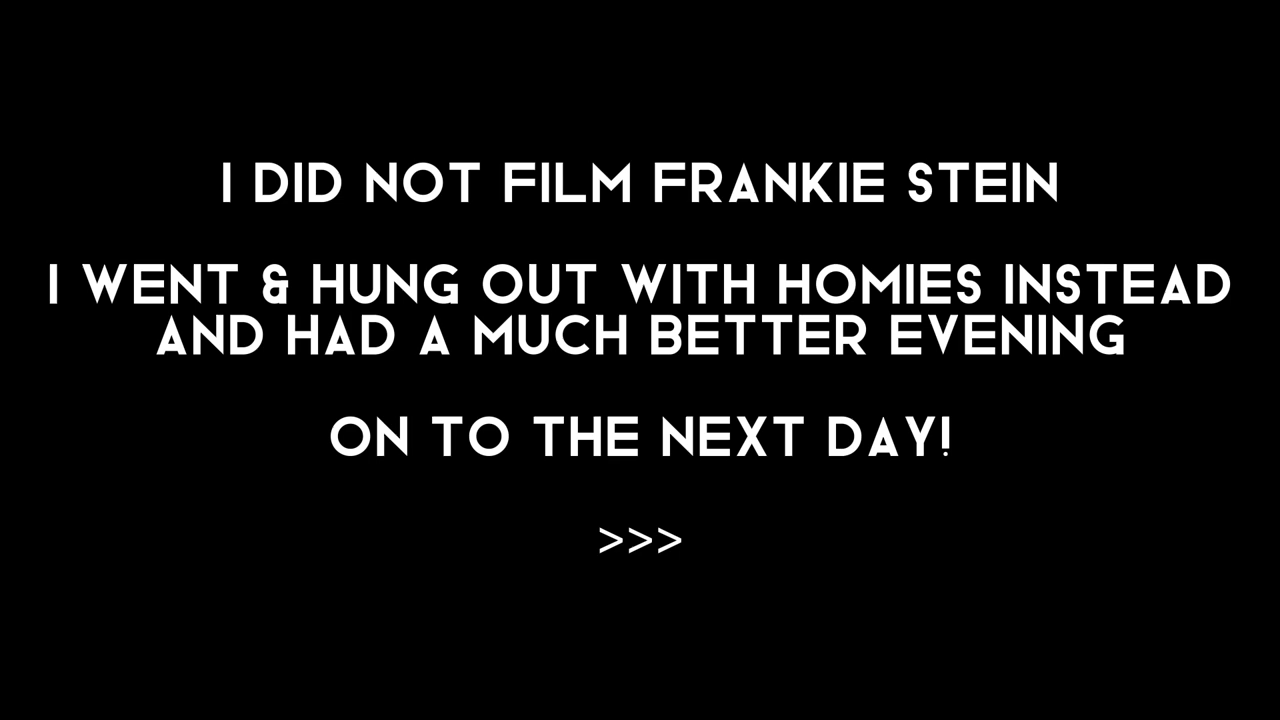 I DID NOT FILM FRANKIE STEIN
I WENT & HUNG OUT WITH HOMIES INSTEAD
AND HAD A MUCH BETTER EVENING
ON TO THE NEXT DAY!
>>>